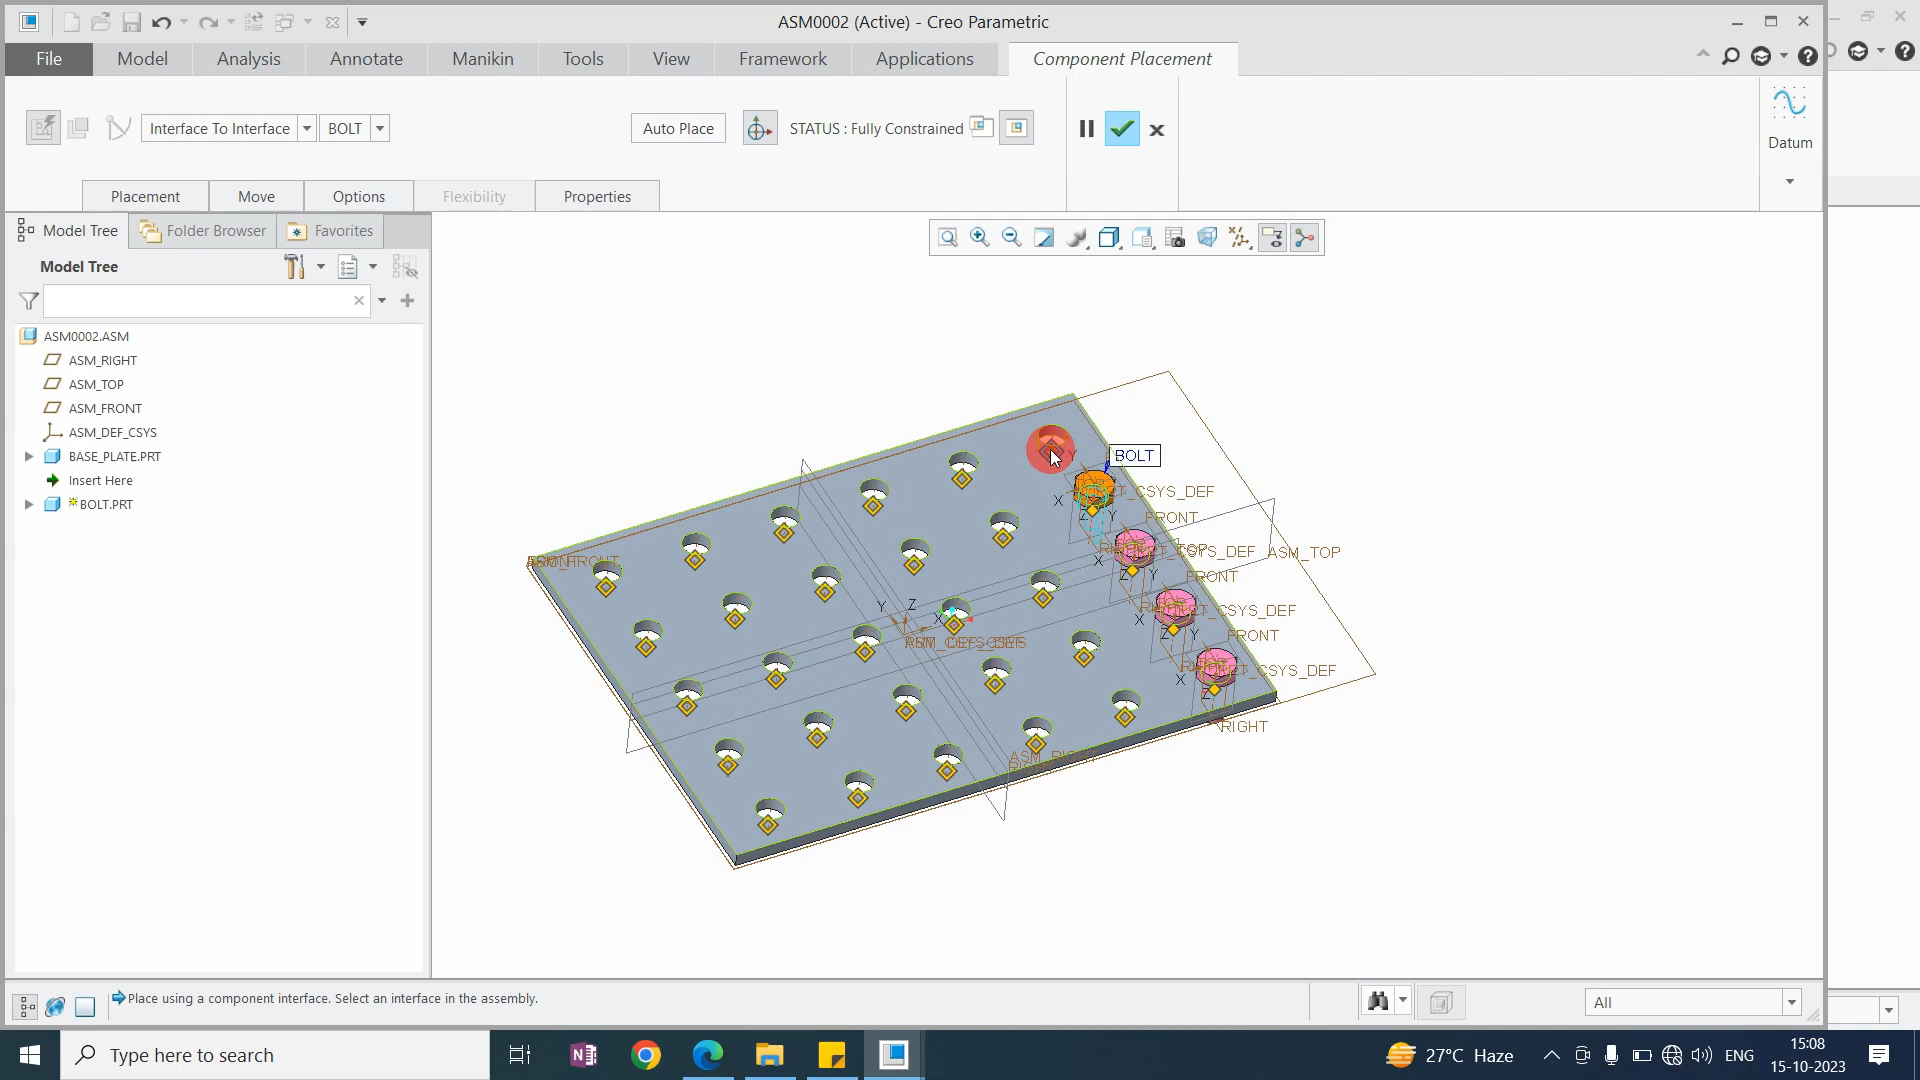 ASM0002 (Active) - Creo Parametric
File
Model
Analysis
Annotate
Manikin
Tools
View
Framework
Applications
Component Placement
Interface To Interface
BOLT
Auto Place
STATUS : Fully Constrained
Datum
Placement
Move
Options
Flexibility
Properties
Model Tree
Folder Browser
Favorites
Model Tree
ASM0002.ASM
ASM_RIGHT
ASM_TOP
ASM_FRONT
ASM_DEF_CSYS
BASE_PLATE.PRT
Insert Here
BOLT.PRT
BOLT
Y
CSYS_DEF
X
Z Y
FRONT
CSYS_DEF
ASM_TOP
X
Z Y
FRONT
CSYS_DEF
X
Z Y
FRONT
CSYS_DEF
X
Z
RIGHT
Y Z
X
Place using a component interface. Select an interface in the assembly.
All
Type here to search
27°C Haze
ENG
15:08
15-10-2023